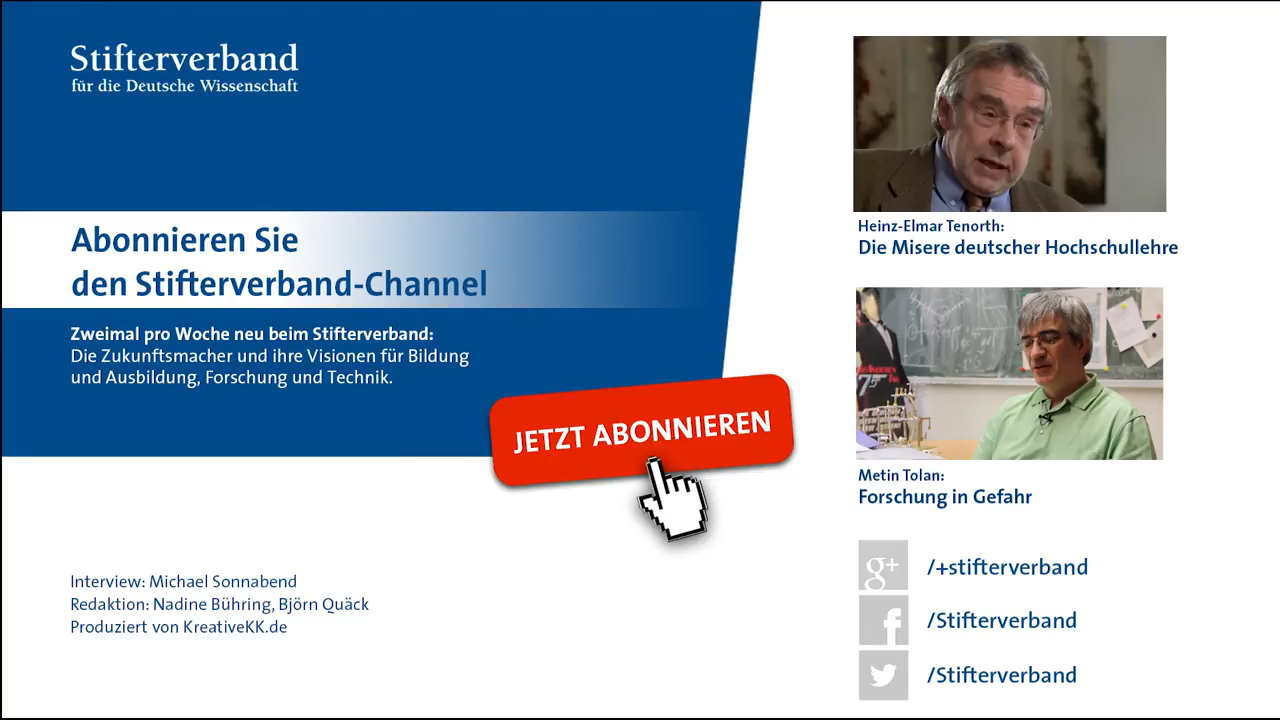 Stifterverband
für die Deutsche Wissenschaft
Abonnieren Sie
den Stifterverband-Channel
Zweimal pro Woche neu beim Stifterverband:
Die Zukunftsmacher und ihre Visionen für Bildung
und Ausbildung, Forschung und Technik.
JETZT ABONNIEREN
Interview: Michael Sonnabend
Redaktion: Nadine Bühring, Björn Quäck
Produziert von KreativeKK.de
Heinz-Elmar Tenorth:
Die Misere deutscher Hochschullehre
Metin Tolan:
Forschung in Gefahr
g+ /+stifterverband
f /Stifterverband
/Stifterverband